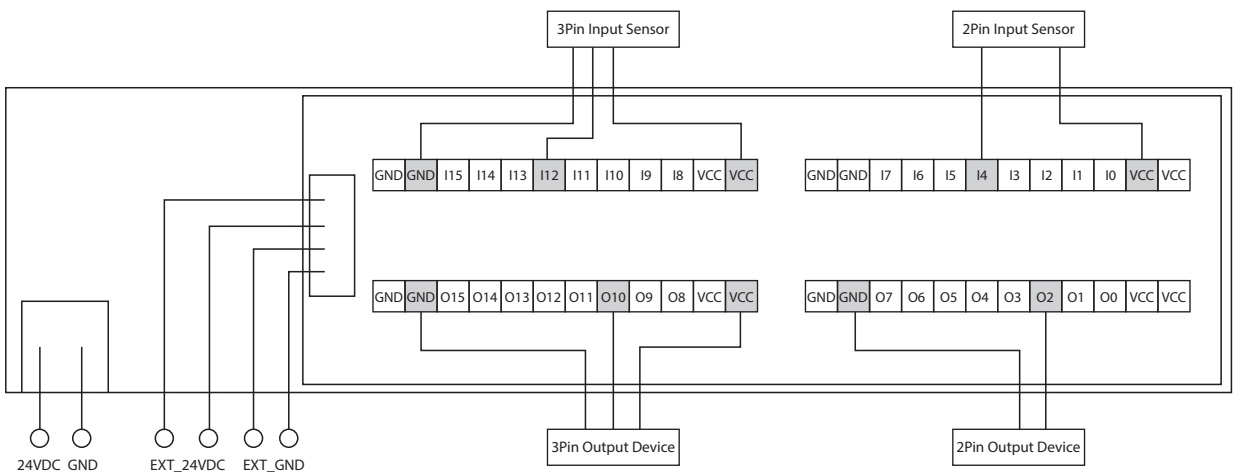 3Pin Input Sensor
2Pin Input Sensor
GND GND I15 I14 I13 I12 I11 I10 I9 I8 VCC VCC
GND GND I7 I6 I5 I4 I3 I2 I1 I0 VCC VCC
GND GND O15 O14 O13 O12 O11 O10 O9 O8 VCC VCC
GND GND O7 O6 O5 O4 O3 O2 O1 O0 VCC VCC
3Pin Output Device
2Pin Output Device
24VDC GND EXT_24VDC EXT_GND